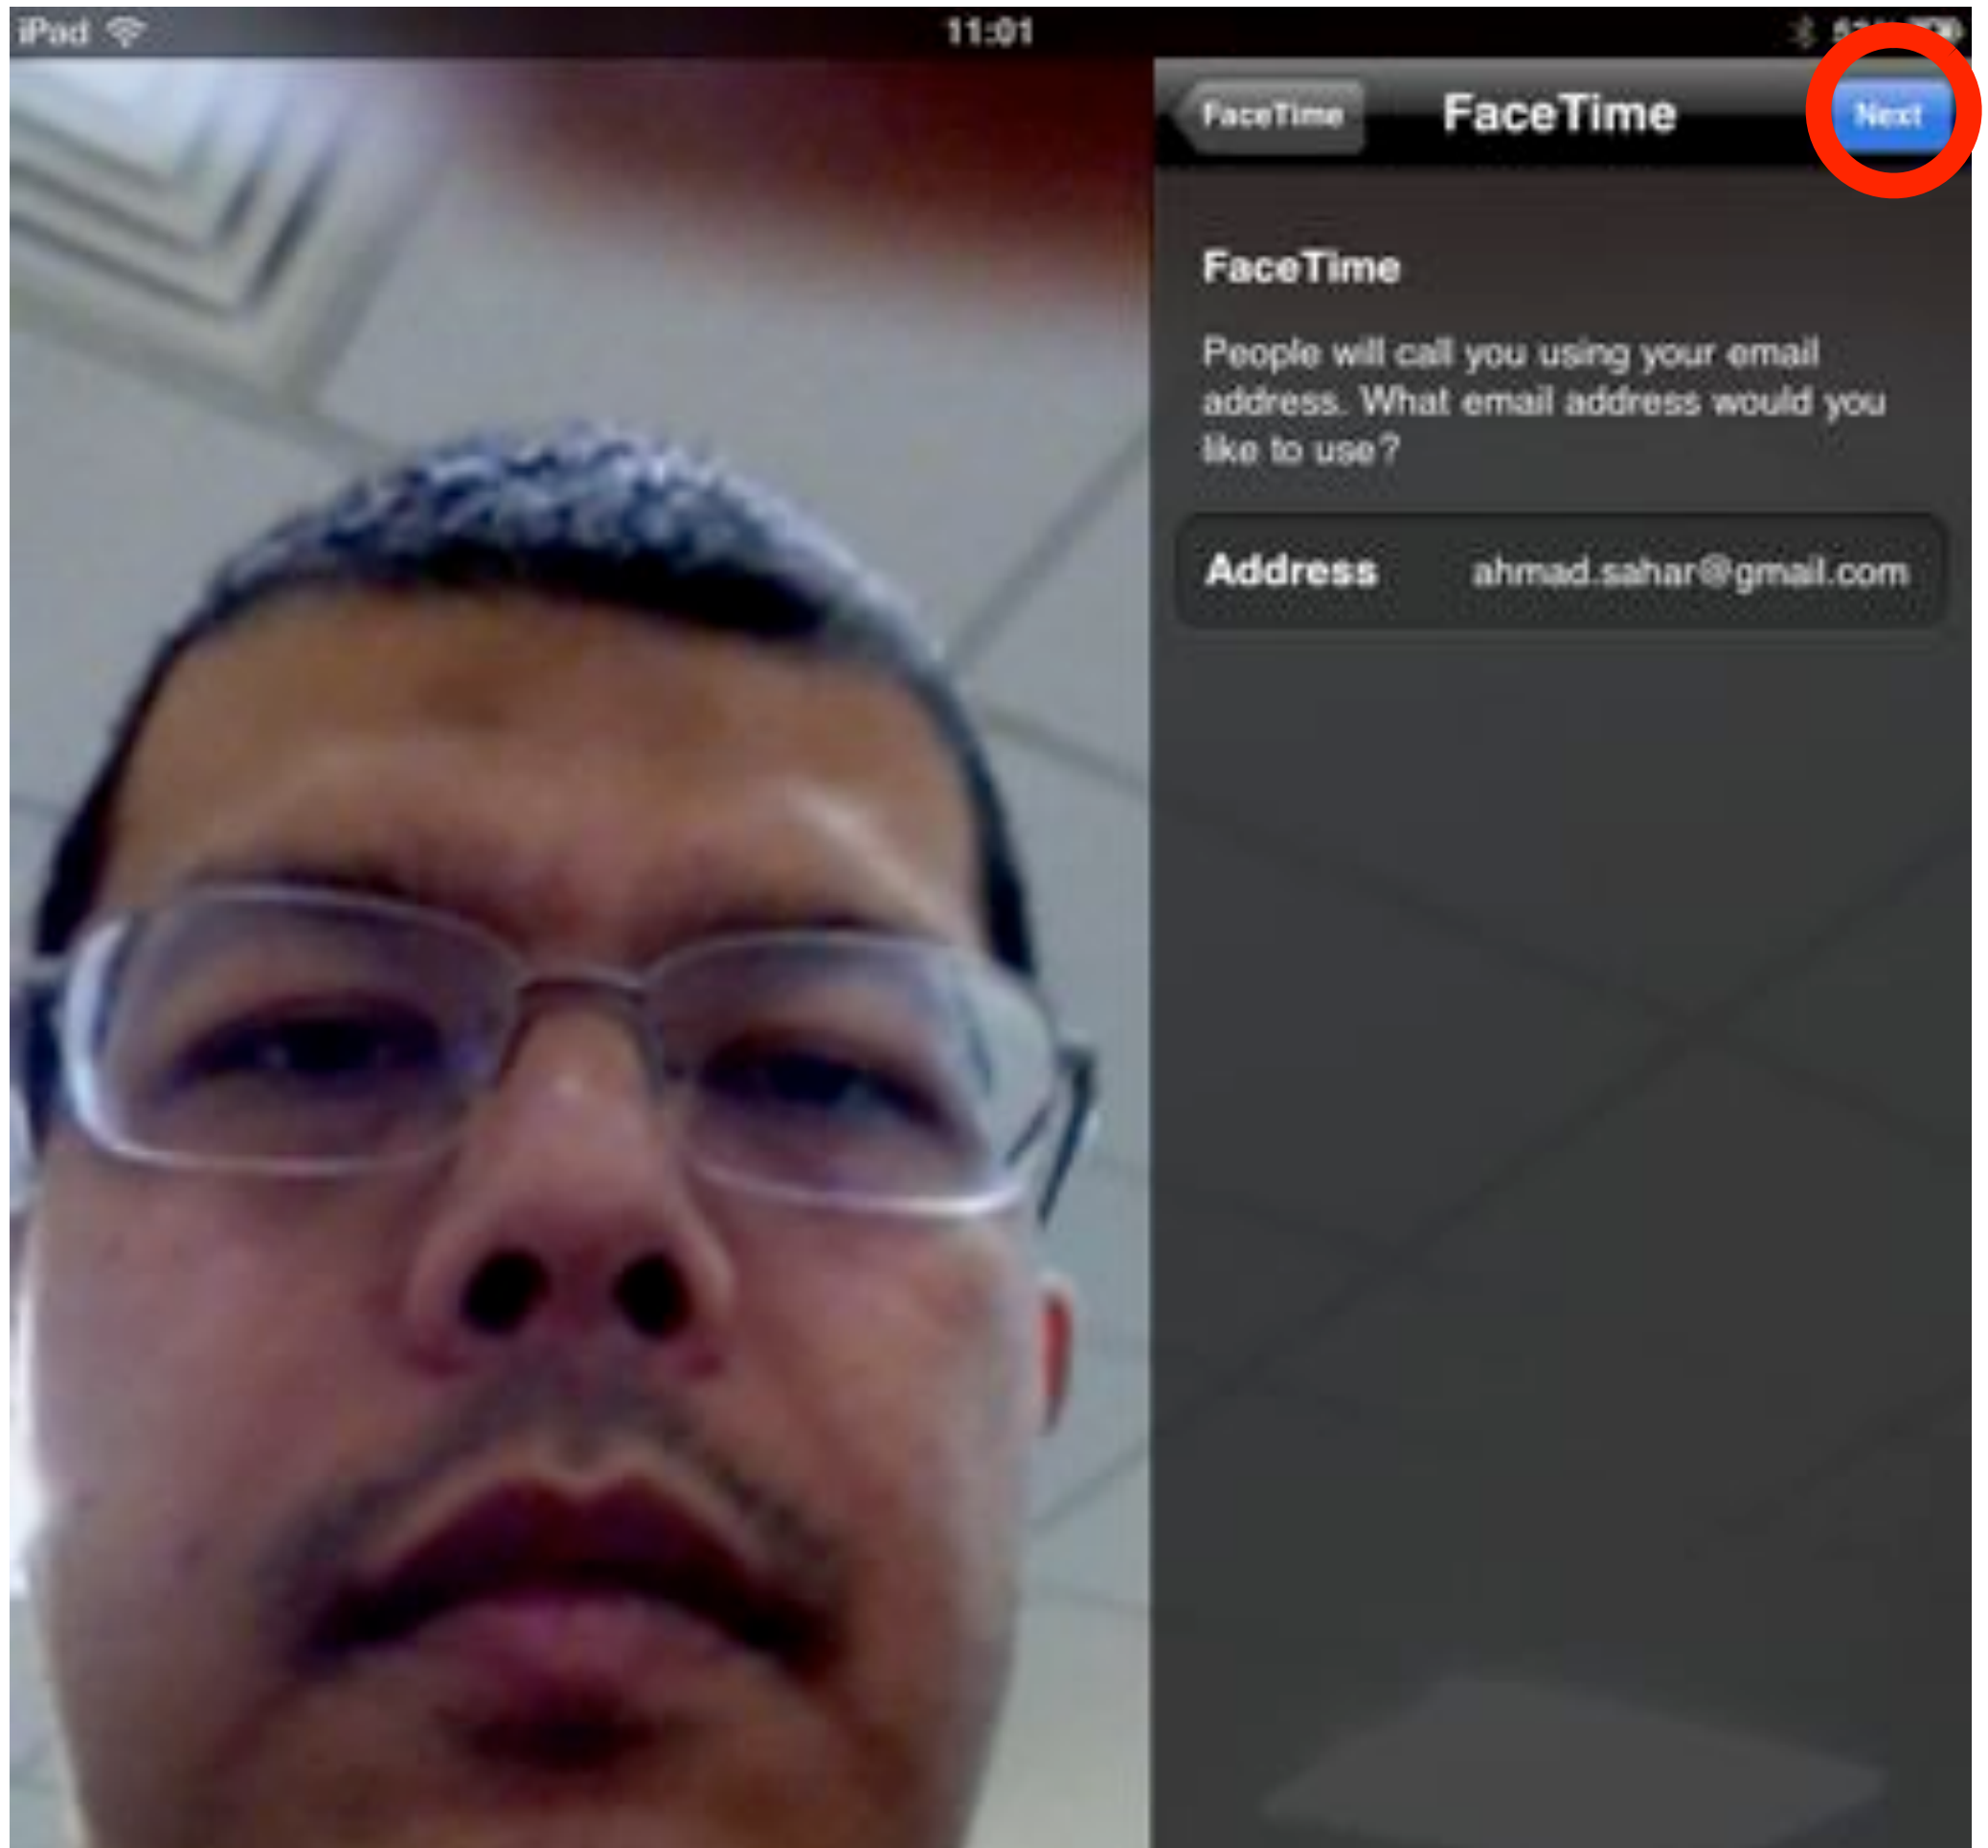 iPad
11:01
FaceTime
FaceTime
Next
FaceTime
People will call you using your email
address. What email address would you
like to use?
Address ahmad.sahar@gmail.com